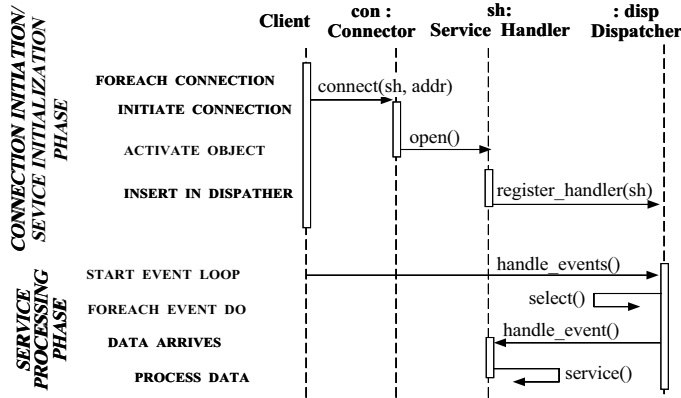 con :
sh:
: disp
Client
Connector
Service Handler
Dispatcher
CONNECTION INITIATION/
SEVICE INITIALIZATION
PHASE
FOREACH CONNECTION
connect(sh, addr)
INITIATE CONNECTION
ACTIVATE OBJECT
open()
INSERT IN DISPATHER
register_handler(sh)
SERVICE
PROCESSING
PHASE
START EVENT LOOP
handle_events()
FOREACH EVENT DO
select()
DATA ARRIVES
handle_event()
PROCESS DATA
service()